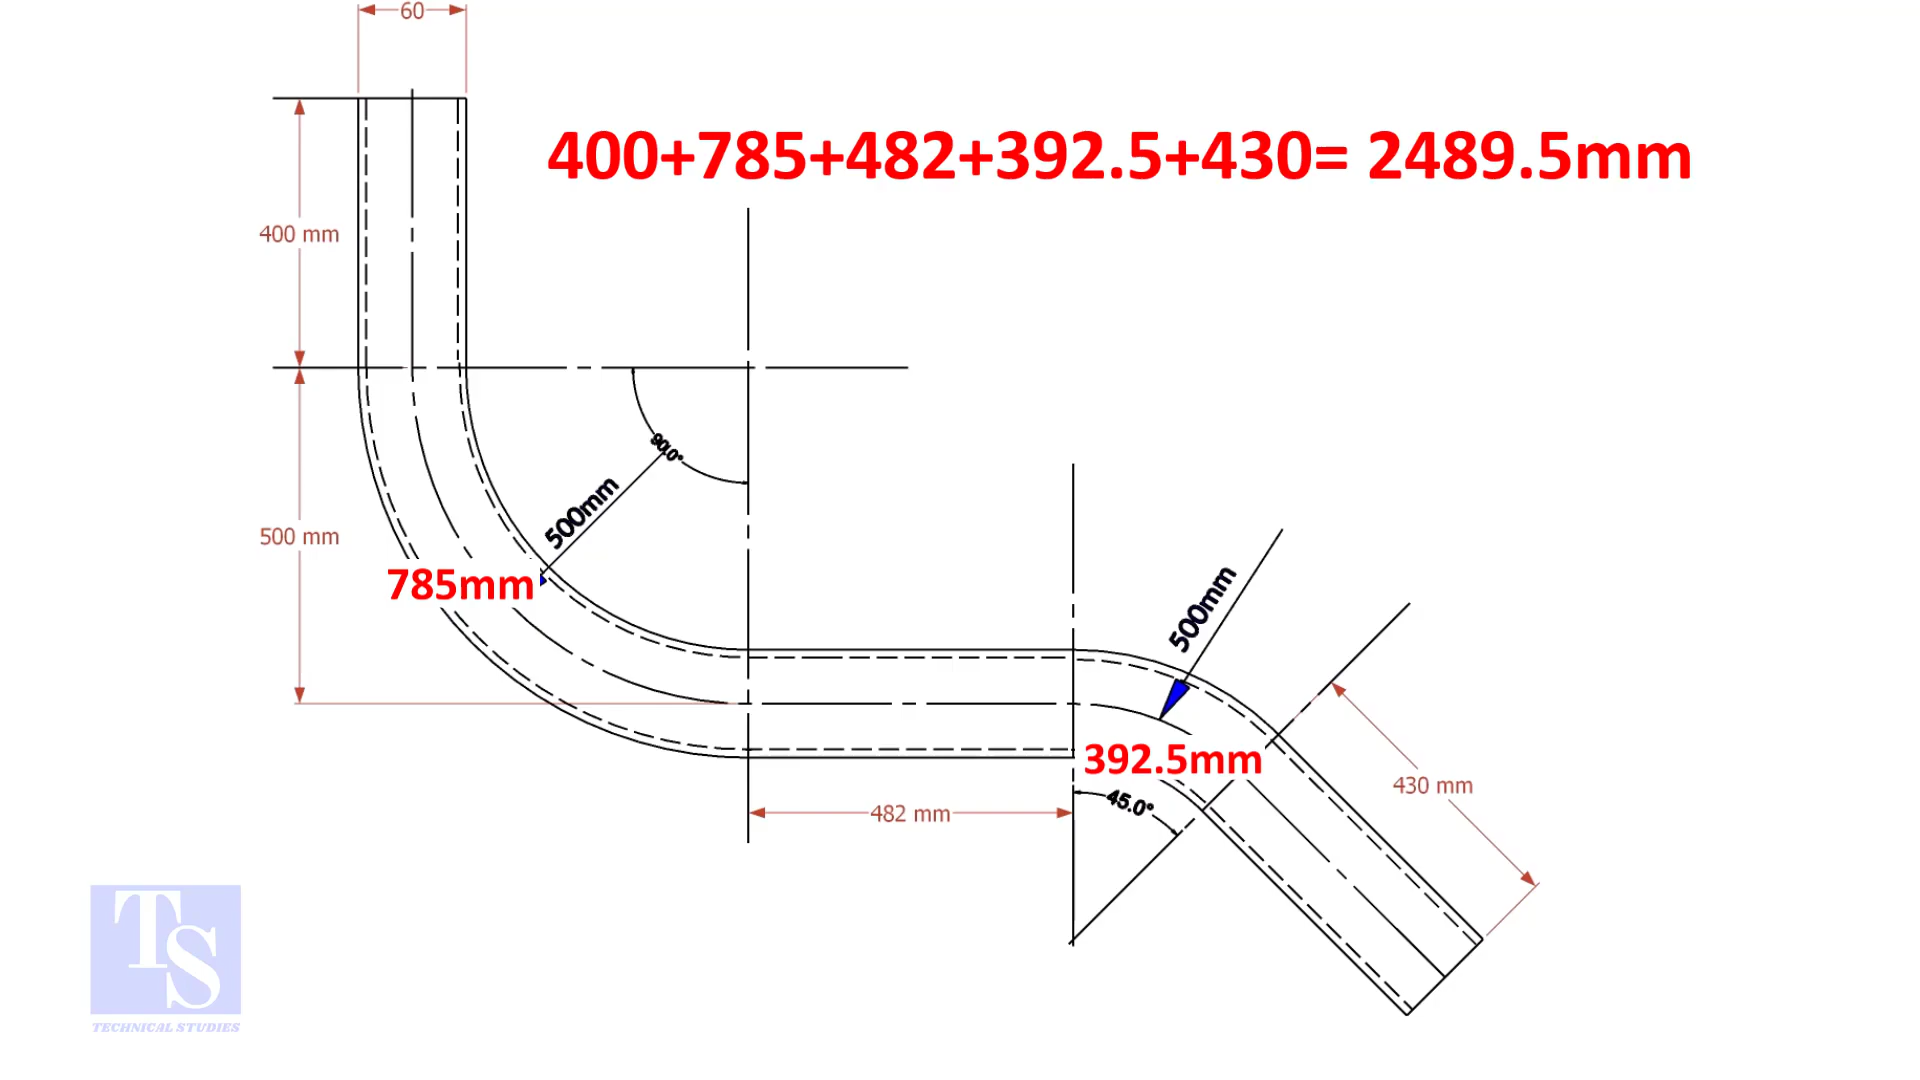 60
400+785+482+392.5+430= 2489.5mm
400 mm
90.0°
500mm
500 mm
785mm
500mm
392.5mm
430 mm
45.0°
482 mm
TS
TECHNICAL STUDIES